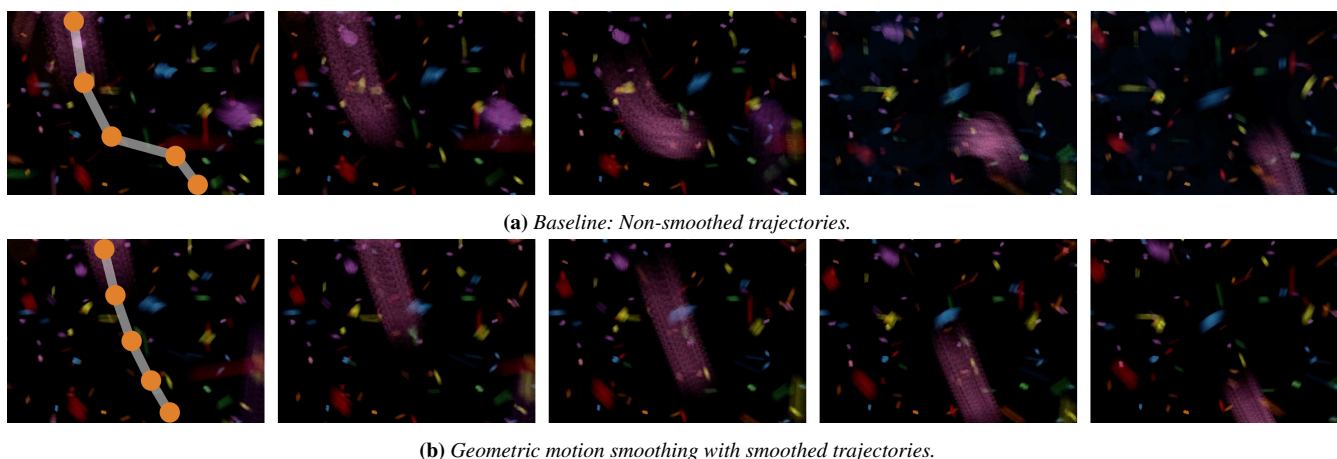 (a) Baseline: Non-smoothed trajectories.
(b) Geometric motion smoothing with smoothed trajectories.